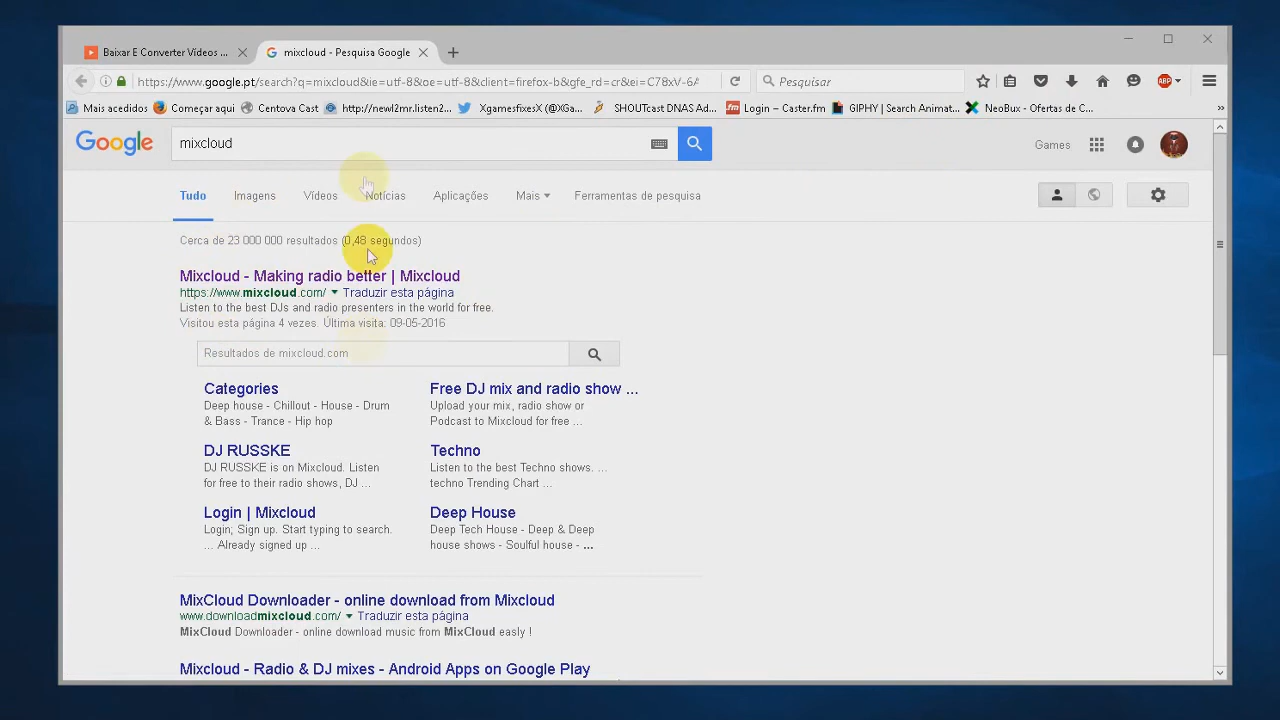 Baixar E Converter Vídeos ...
mixcloud - Pesquisa Google
https://www.google.pt/search?q=mixcloud&ie=utf-8&oe=utf-8&client=firefox-b&gfe_rd=cr&ei=C78xV-6A
Pesquisar
ABP
Mais acedidos
Começar aqui
Centova Cast
http://newl2mr.listen2...
XgamesfixesX (@XGa...
SHOUTcast DNAS Ad...
fm
Login – Caster.fm
GIPHY | Search Animat...
NeoBux - Ofertas de C...
Google
mixcloud
Games
Tudo
Imagens
Vídeos
Notícias
Aplicações
Mais
Ferramentas de pesquisa
Cerca de 23 000 000 resultados (0,48 segundos)
Mixcloud - Making radio better | Mixcloud
https://www.mixcloud.com/ Traduzir esta página
Listen to the best DJs and radio presenters in the world for free.
Visitou esta página 4 vezes. Última visita: 09-05-2016
Resultados de mixcloud.com
Categories
Deep house - Chillout - House - Drum
& Bass - Trance - Hip hop
Free DJ mix and radio show ...
Upload your mix, radio show or
Podcast to Mixcloud for free ...
DJ RUSSKE
DJ RUSSKE is on Mixcloud. Listen
for free to their radio shows, DJ ...
Techno
Listen to the best Techno shows. ...
techno Trending Chart ...
Login | Mixcloud
Login; Sign up. Start typing to search.
... Already signed up ...
Deep House
Deep Tech House - Deep & Deep
house shows - Soulful house - ...
MixCloud Downloader - online download from Mixcloud
www.downloadmixcloud.com/ Traduzir esta página
MixCloud Downloader - online download music from MixCloud easly !
Mixcloud - Radio & DJ mixes - Android Apps on Google Play